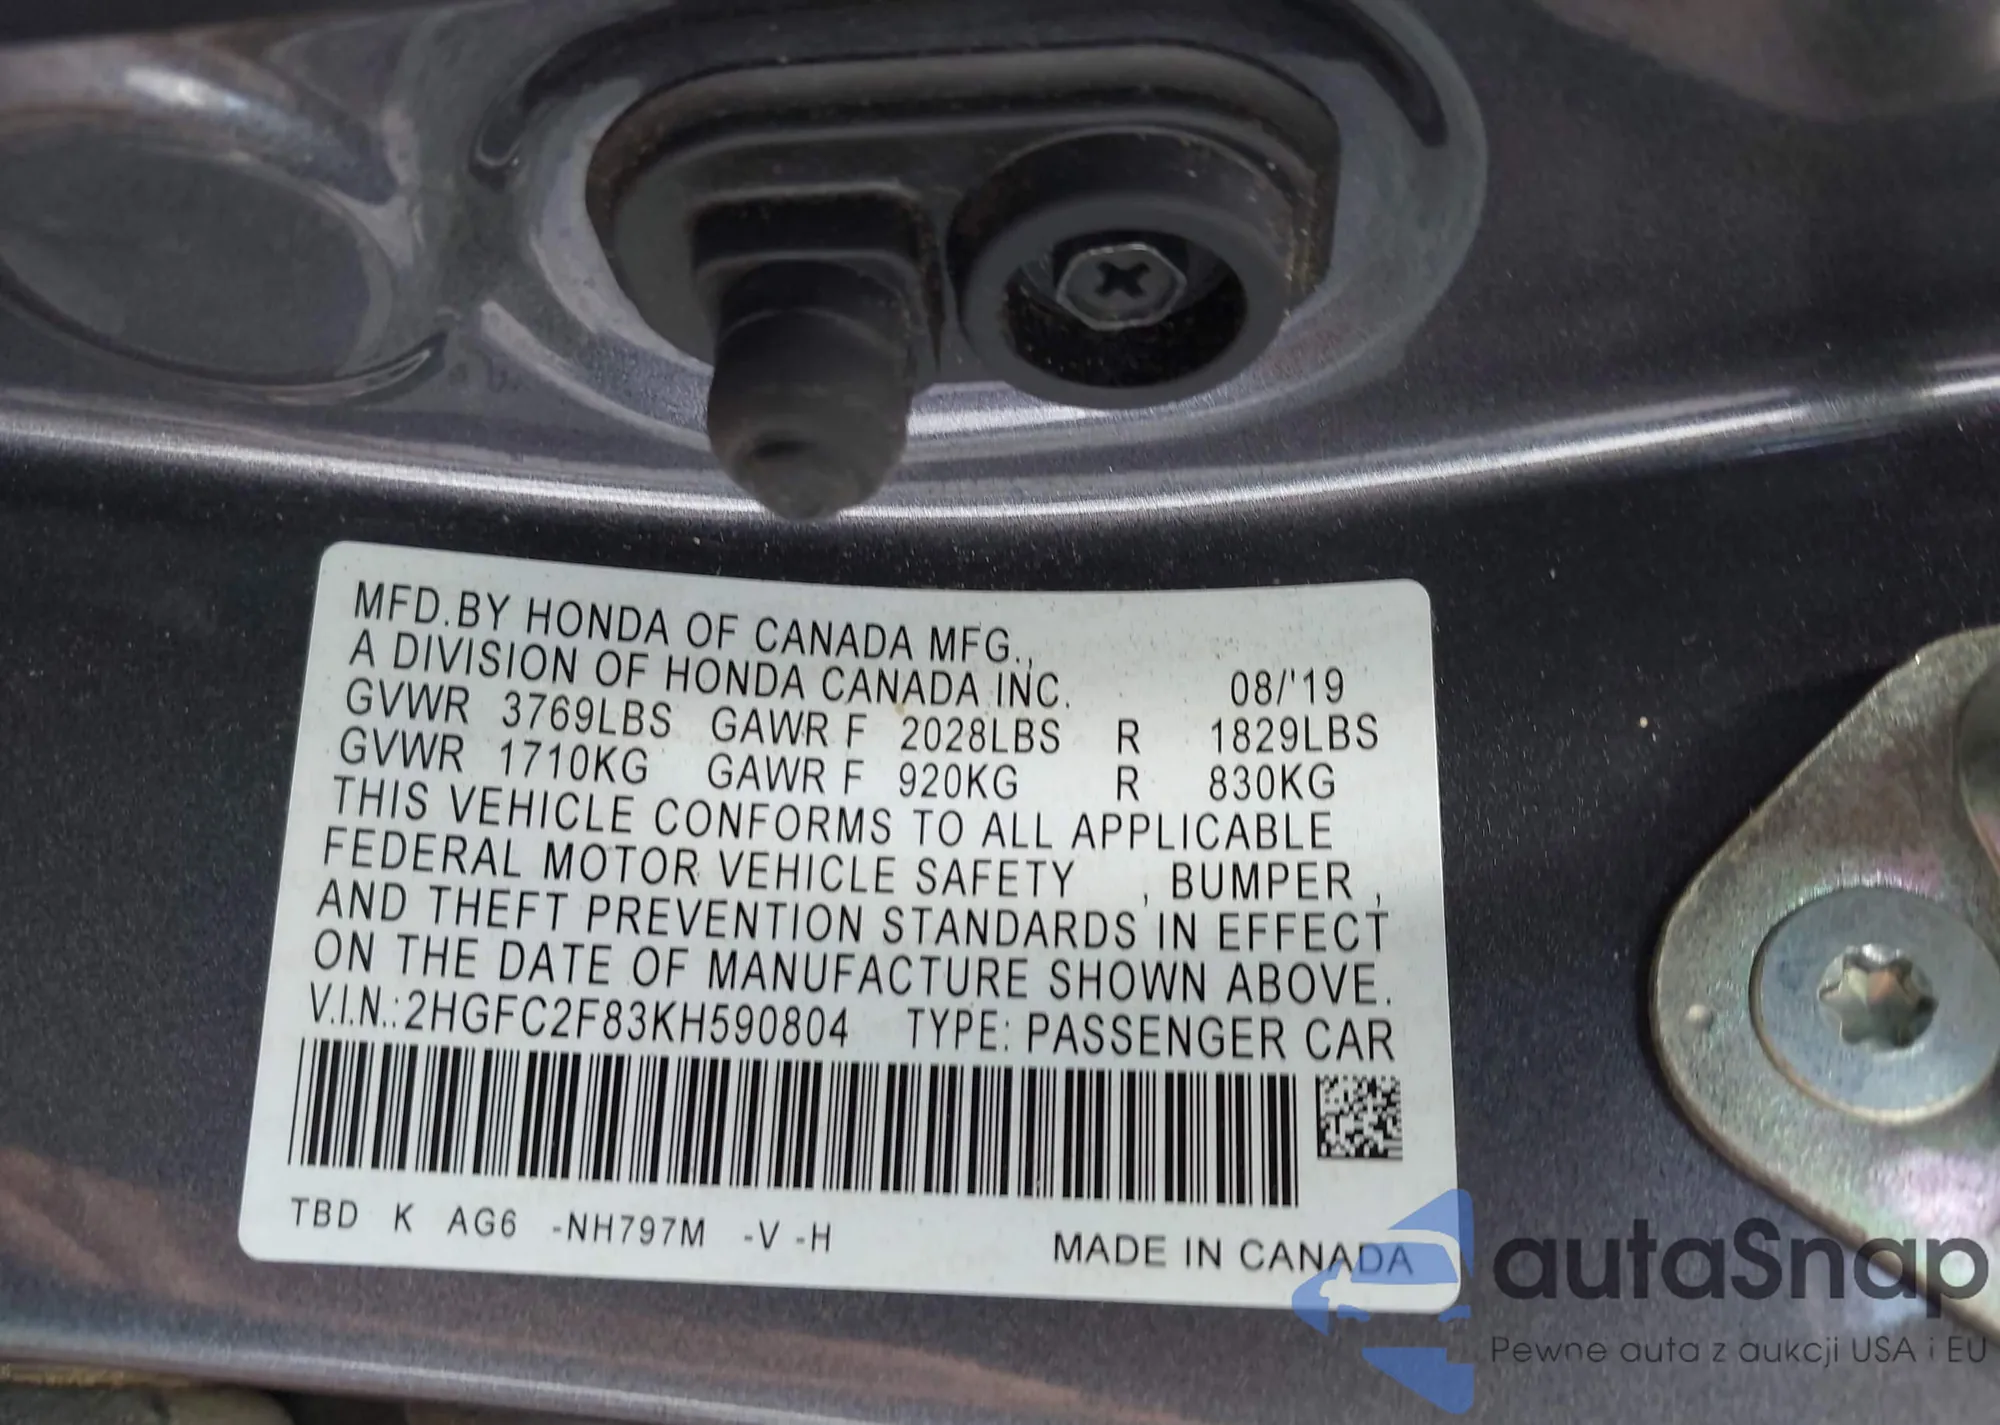 MFD.BY HONDA OF CANADA MFG.,
A DIVISION OF HONDA CANADA INC. 08/'19
GVWR 3769LBS GAWR F 2028LBS R 1829LBS
GVWR 1710KG GAWR F 920KG R 830KG
THIS VEHICLE CONFORMS TO ALL APPLICABLE
FEDERAL MOTOR VEHICLE SAFETY , BUMPER ,
AND THEFT PREVENTION STANDARDS IN EFFECT
ON THE DATE OF MANUFACTURE SHOWN ABOVE.
V.I.N.:2HGFC2F83KH590804 TYPE: PASSENGER CAR
TBD K AG6 -NH797M -V -H
MADE IN CANADA
autaSnap
Pewne auta z aukcji USA i EU